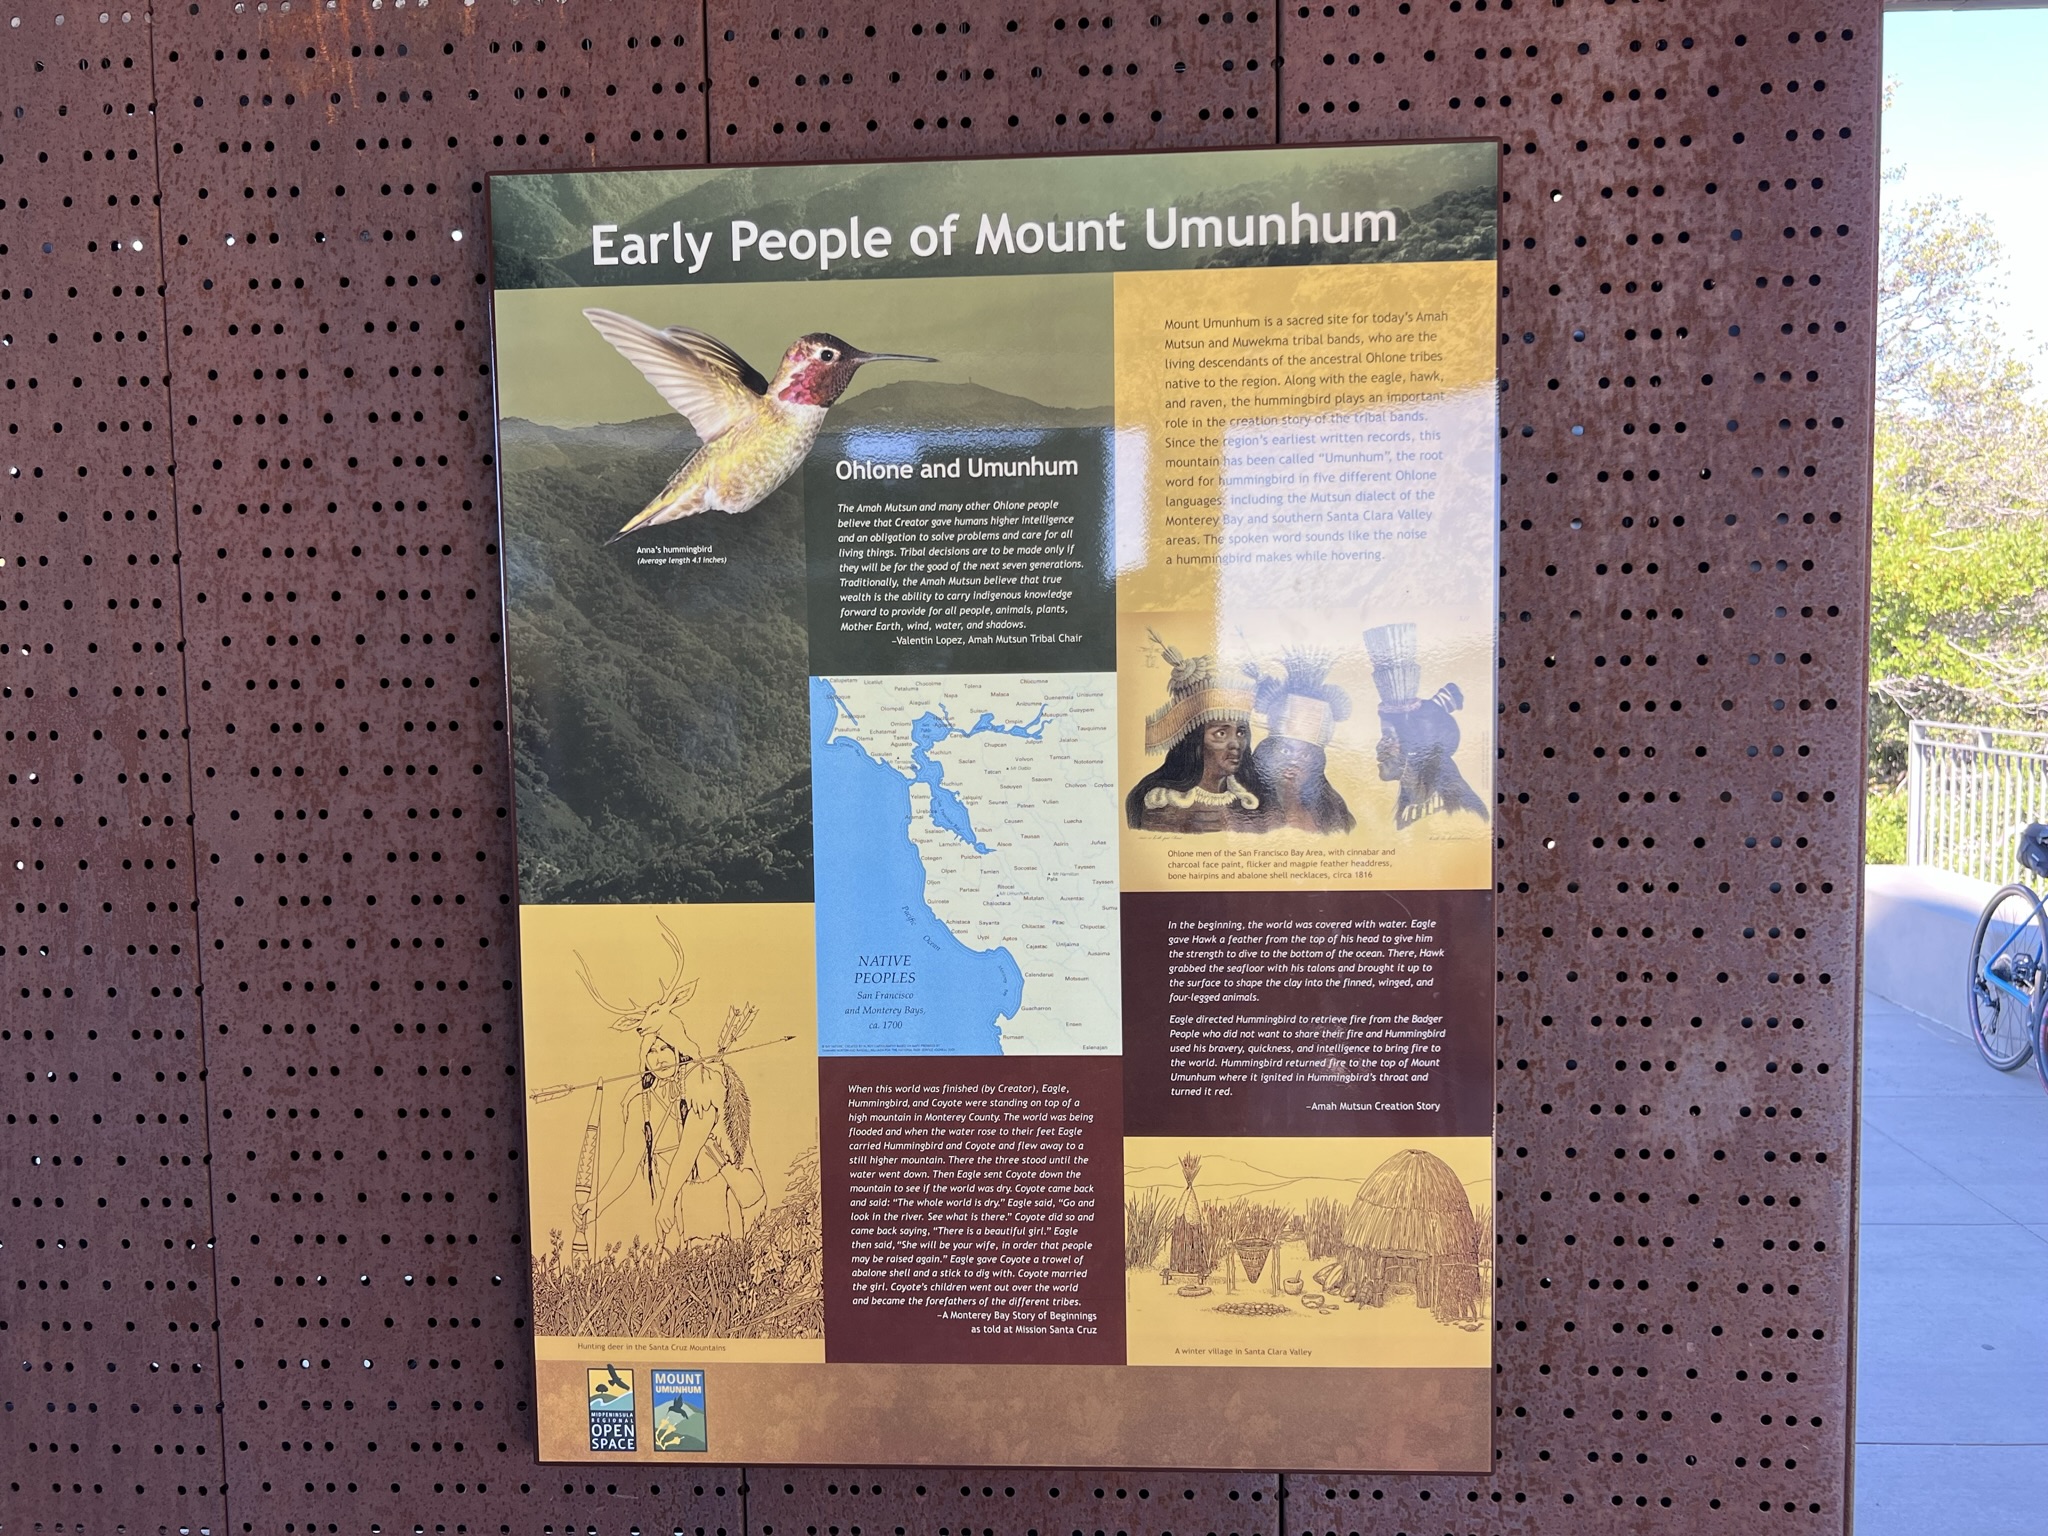 Early People of Mount Umunhum
Anna's hummingbird
(Average length 4.1 inches)
Ohlone and Umunhum
The Amah Mutsun and many other Ohlone people
believe that Creator gave humans higher intelligence
and an obligation to solve problems and care for all
living things. Tribal decisions are to be made only if
they will be for the good of the next seven generations.
Traditionally, the Amah Mutsun believe that true
wealth is the ability to carry indigenous knowledge
forward to provide for all people, animals, plants,
Mother Earth, wind, water, and shadows.
–Valentin Lopez, Amah Mutsun Tribal Chair
Mount Umunhum is a sacred site for today's Amah
Mutsun and Muwekma tribal bands, who are the
living descendants of the ancestral Ohlone tribes
native to the region. Along with the eagle, hawk,
and raven, the hummingbird plays an important
role in the creation story of the tribal bands.
Since the region's earliest written records, this
mountain has been called “Umunhum”, the root
word for hummingbird in five different Ohlone
languages, including the Mutsun dialect of the
Monterey Bay and southern Santa Clara Valley
areas. The spoken word sounds like the noise
a hummingbird makes while hovering.
Ohlone men of the San Francisco Bay Area, with cinnabar and
charcoal face paint, flicker and magpie feather headdress,
bone hairpins and abalone shell necklaces, circa 1816
Pacific
Ocean
NATIVE
PEOPLES
San Francisco
and Monterey Bays,
ca. 1700
In the beginning, the world was covered with water. Eagle
gave Hawk a feather from the top of his head to give him
the strength to dive to the bottom of the ocean. There, Hawk
grabbed the seafloor with his talons and brought it up to
the surface to shape the clay into the finned, winged, and
four-legged animals.
Eagle directed Hummingbird to retrieve fire from the Badger
People who did not want to share their fire and Hummingbird
used his bravery, quickness, and intelligence to bring fire to
the world. Hummingbird returned fire to the top of Mount
Umunhum where it ignited in Hummingbird's throat and
turned it red.
–Amah Mutsun Creation Story
When this world was finished (by Creator), Eagle,
Hummingbird, and Coyote were standing on top of a
high mountain in Monterey County. The world was being
flooded and when the water rose to their feet Eagle
carried Hummingbird and Coyote and flew away to a
still higher mountain. There the three stood until the
water went down. Then Eagle sent Coyote down the
mountain to see if the world was dry. Coyote came back
and said: “The whole world is dry.” Eagle said, “Go and
look in the river. See what is there.” Coyote did so and
came back saying, “There is a beautiful girl.” Eagle
then said, “She will be your wife, in order that people
may be raised again.” Eagle gave Coyote a trowel of
abalone shell and a stick to dig with. Coyote married
the girl. Coyote's children went out over the world
and became the forefathers of the different tribes.
–A Monterey Bay Story of Beginnings
as told at Mission Santa Cruz
Hunting deer in the Santa Cruz Mountains
A winter village in Santa Clara Valley
MIDPENINSULA
REGIONAL
OPEN
SPACE
MOUNT
UMUNHUM